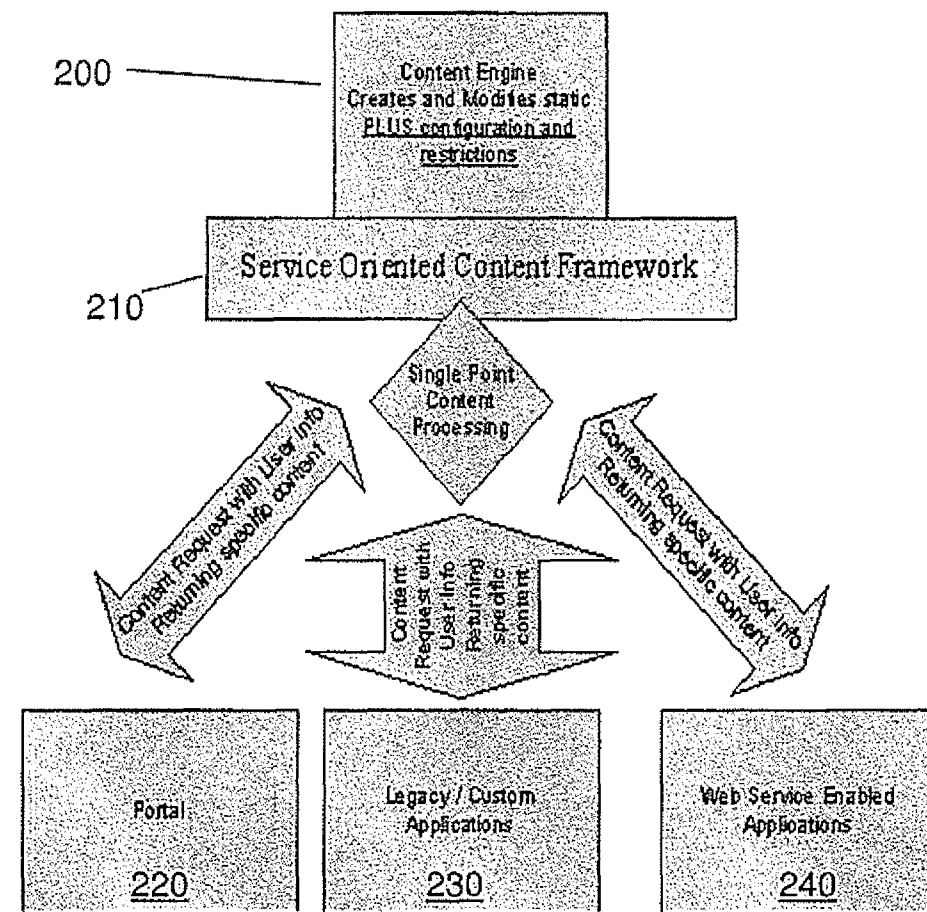 200
Content Engine
Creates and Modifies static
PLUS configuration and
restrictions
Service Oriented Content Framework
210
Single Point
Content
Processing
Content Request with User Info
Returning specific content
Content
Request with
User Info
Returning
specific
content
Content Request with User Info
Returning specific content
Portal
220
Legacy / Custom
Applications
230
Web Service Enabled
Applications
240